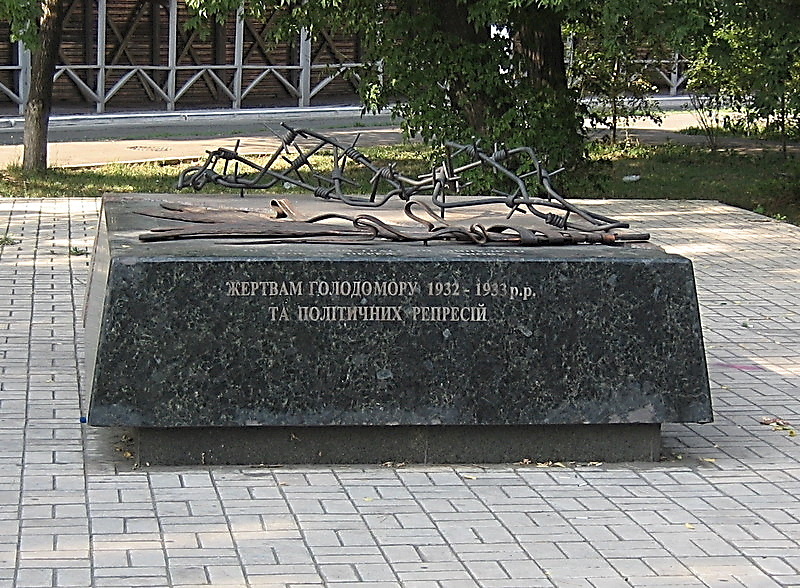 ЖЕРТВАМ ГОЛОДОМОРУ 1932 - 1933 р.р.
ТА ПОЛІТИЧНИХ РЕПРЕСІЙ